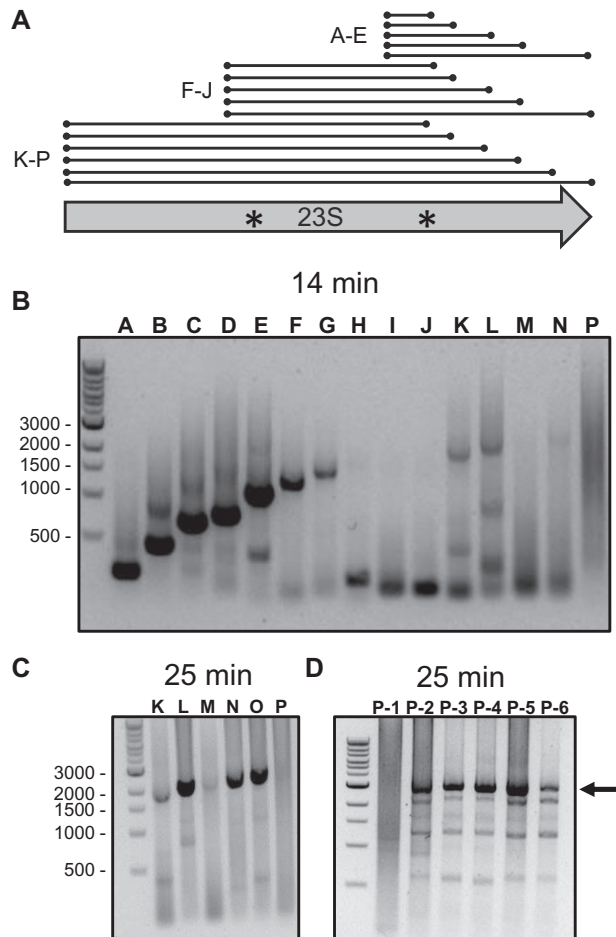 A
A-E
F-J
K-P
* 23S *
14 min
B
A B C D E F G H I J K L M N P
3000 -
2000 -
1500 -
1000 -
500 -
C
25 min
K L M N O P
3000 -
2000 -
1500 -
1000 -
500 -
D
25 min
P-1 P-2 P-3 P-4 P-5 P-6